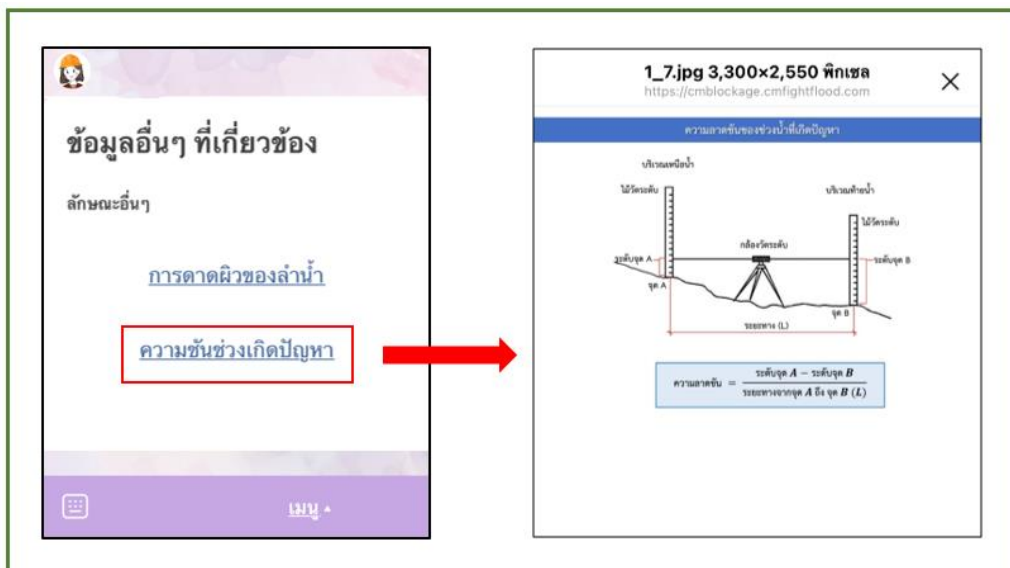 ข้อมูลอื่นๆ ที่เกี่ยวข้อง
ลักษณะอื่นๆ
การดาดผิวของลำน้ำ
ความชันช่วงเกิดปัญหา
เมนู
1_7.jpg 3,300×2,550 พิกเซล
https://cmblockage.cmfightflood.com
ความลาดชันของช่วงน้ำที่เกิดปัญหา
บริเวณเหนือน้ำ
ไม้วัดระดับ
บริเวณท้ายน้ำ
ไม้วัดระดับ
กล้องวัดระดับ
ระดับจุด A
ระดับจุด B
จุด A
จุด B
ระยะทาง (L)
ความลาดชัน = ระดับจุด A − ระดับจุด B
ระยะทางจากจุด A ถึง จุด B (L)